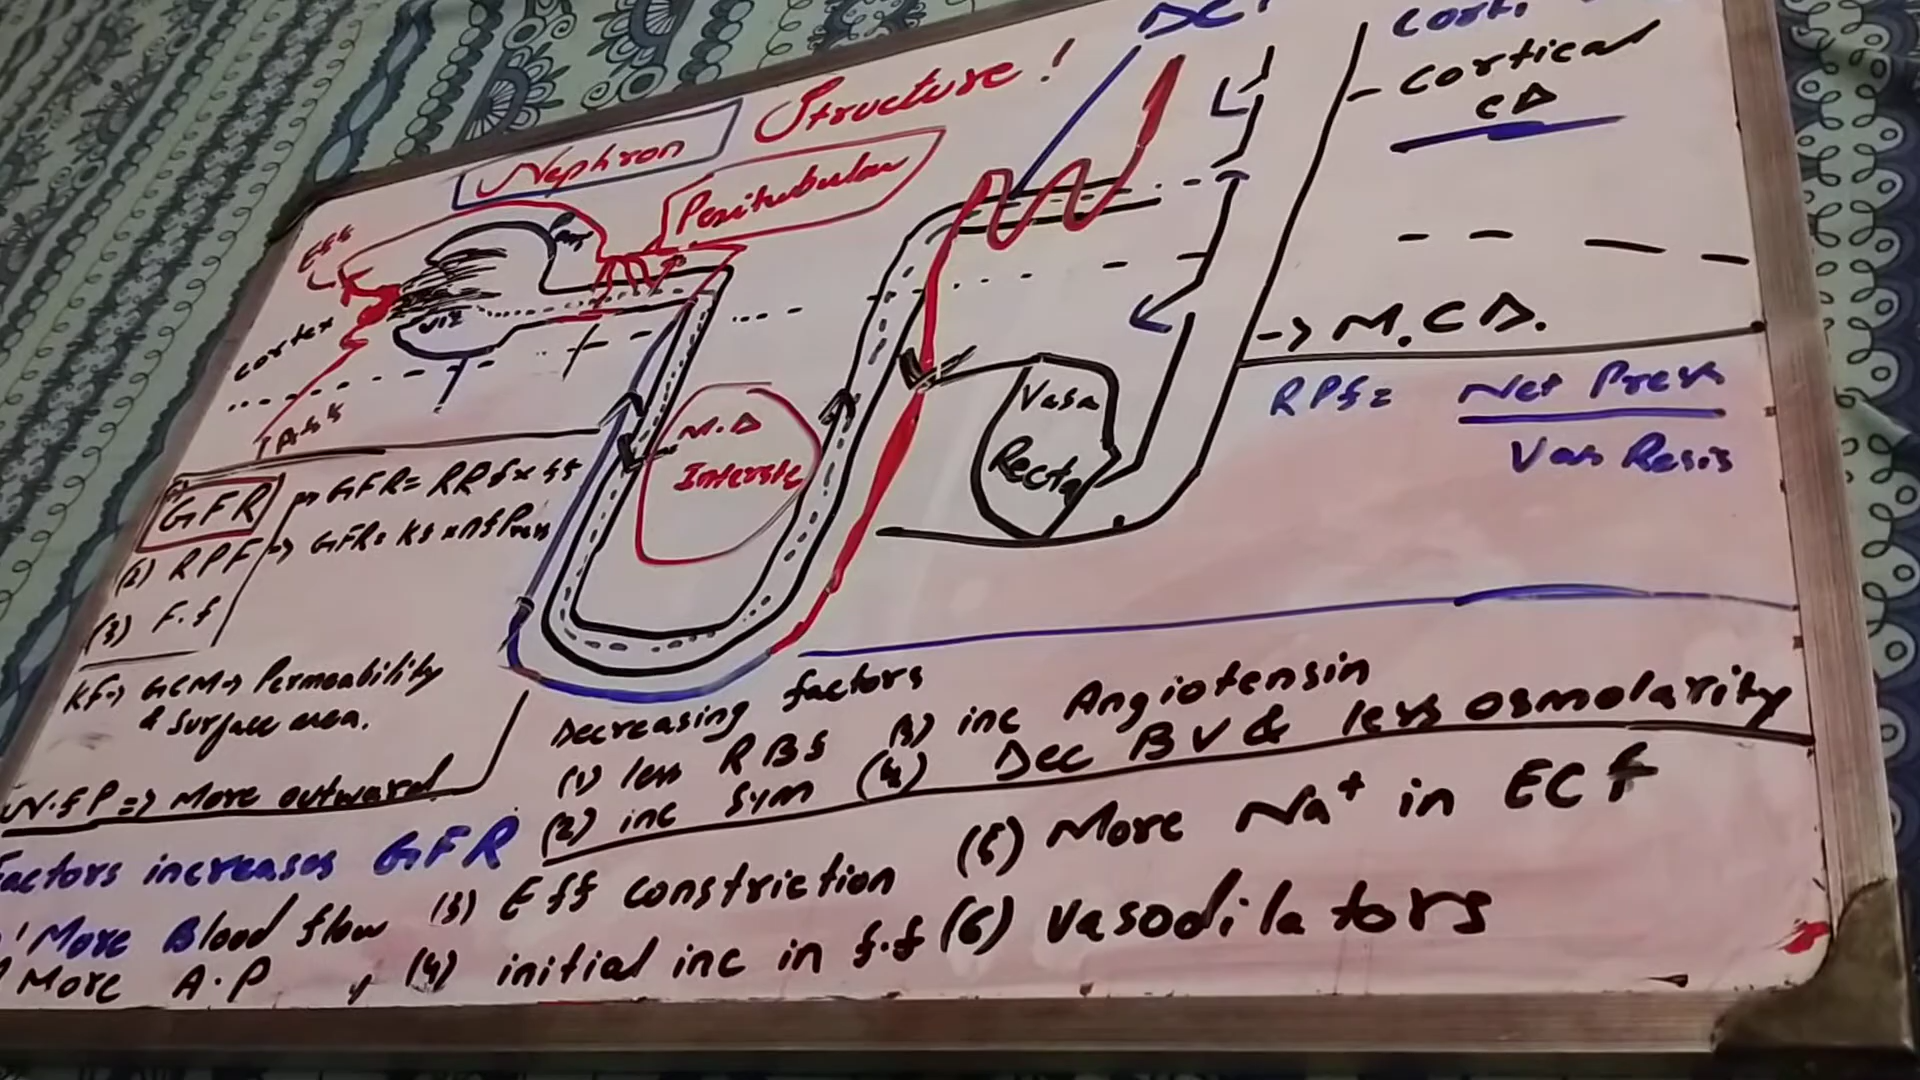 DCT
Nephron Structure!
Peritubular
Eff
cortex
Aff
- Cortical
CD
-> M.C.D.
M.D
Interste
Vasa
Recta
RPf = Net Press
Vas Resis
GFR
=> GFR = RPf x ff
(2) RPF
=> GFR = Kf x nf Press
(3) F.f
Kf => GCM -> Permeability
& Surface area.
N.f P => More outward
Decreasing factors
(1) less RBf (3) inc Angiotensin
(2) inc Sym (4) Dec BV & less osmolarity
Factors increases GFR
More Blood flow (3) Eff constriction (5) More Na+ in ECf
More A.P (4) initial inc in f.f (6) Vasodilators